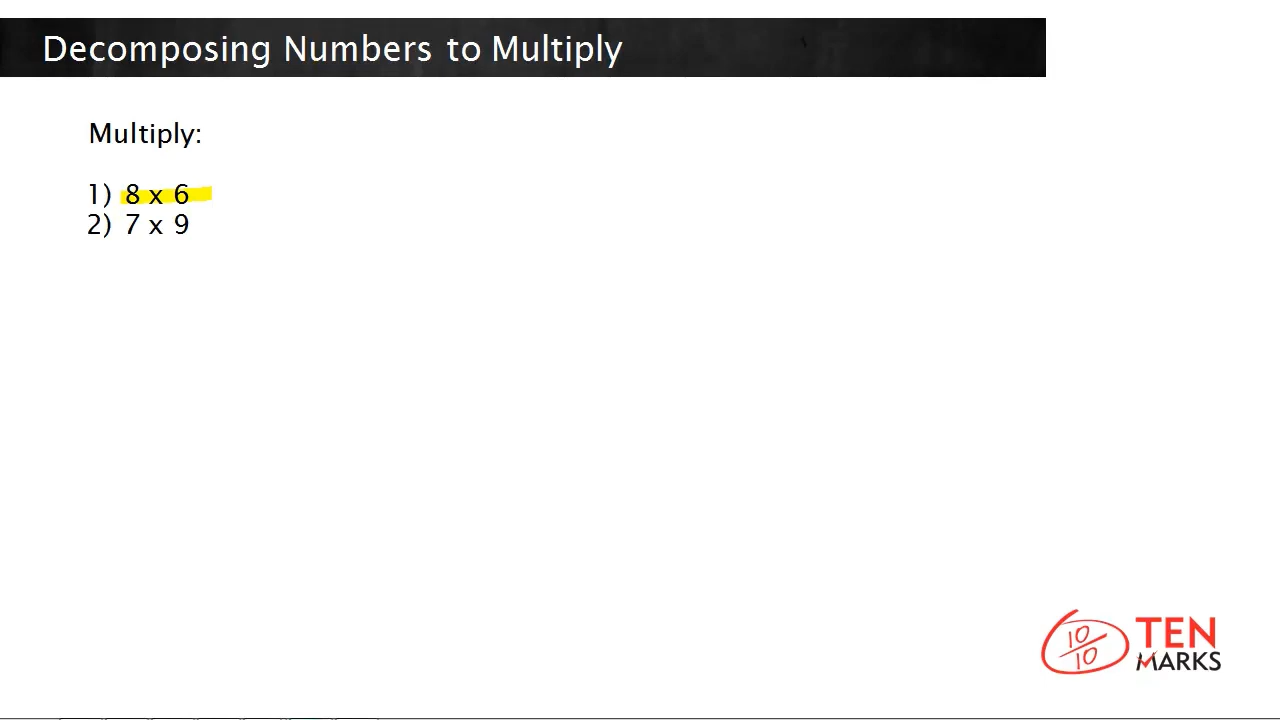 Decomposing Numbers to Multiply
Multiply:
1) 8 x 6
2) 7 x 9
10
10
TEN
MARKS